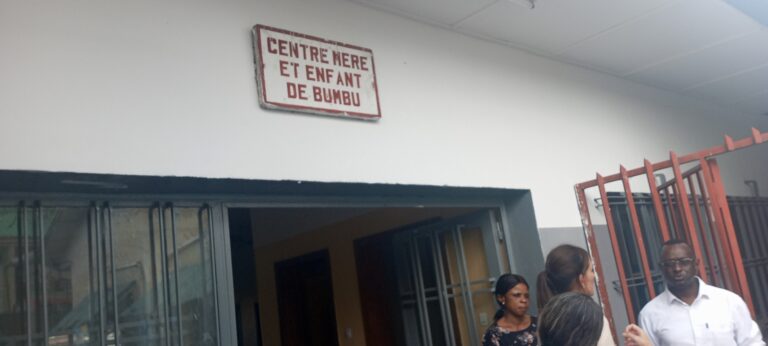 CENTRE MERE
ET ENFANT
DE BUMBU